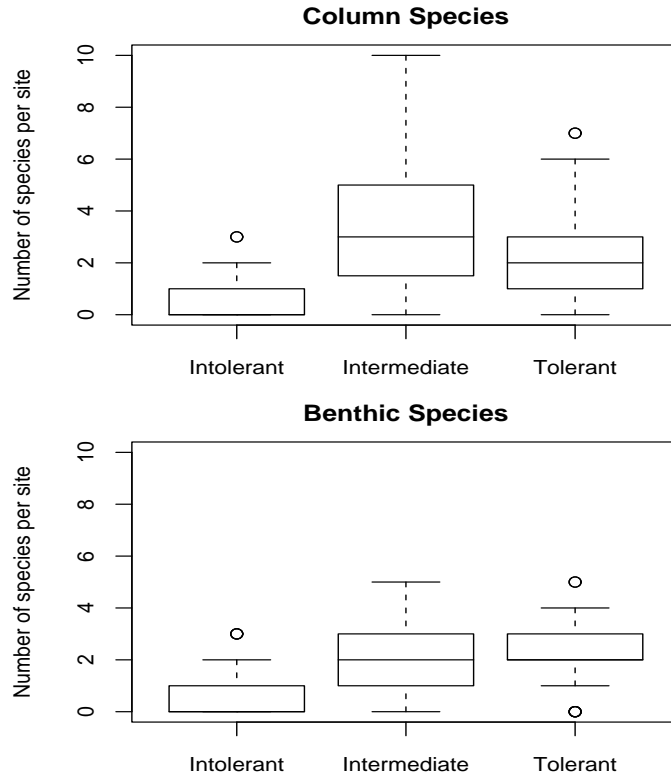 Column Species
Number of species per site
10
8
6
4
2
0
Intolerant Intermediate Tolerant
Benthic Species
Number of species per site
10
8
6
4
2
0
Intolerant Intermediate Tolerant